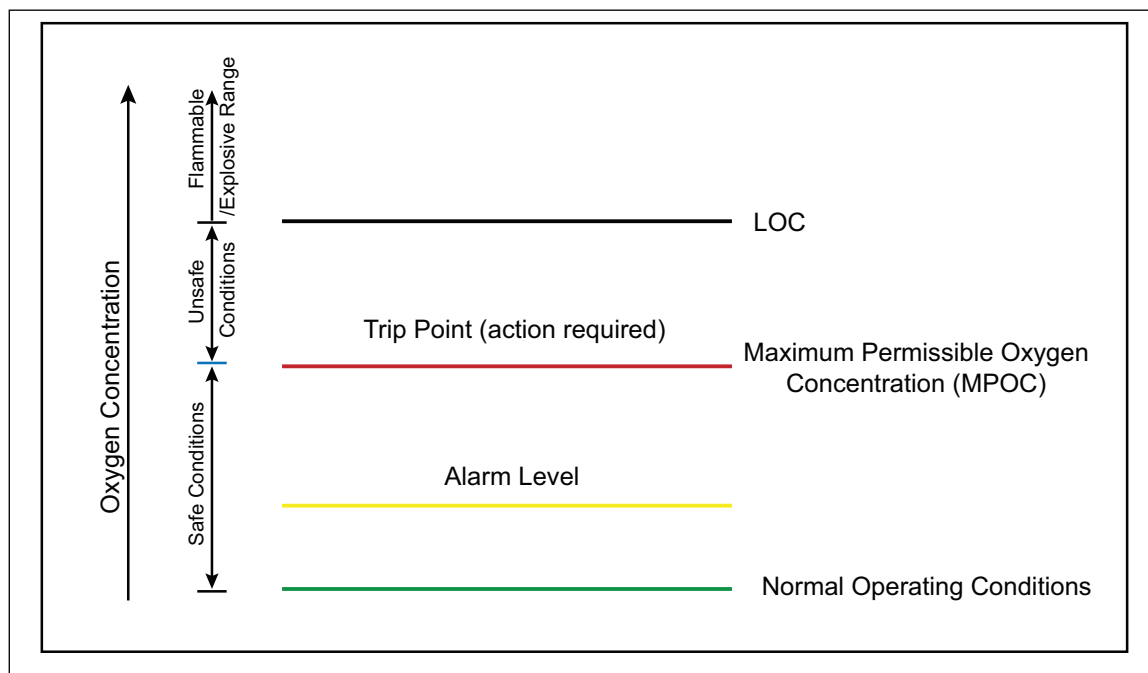 Oxygen Concentration
Flammable
/Explosive Range
Unsafe
Conditions
Safe Conditions
LOC
Trip Point (action required)
Maximum Permissible Oxygen
Concentration (MPOC)
Alarm Level
Normal Operating Conditions